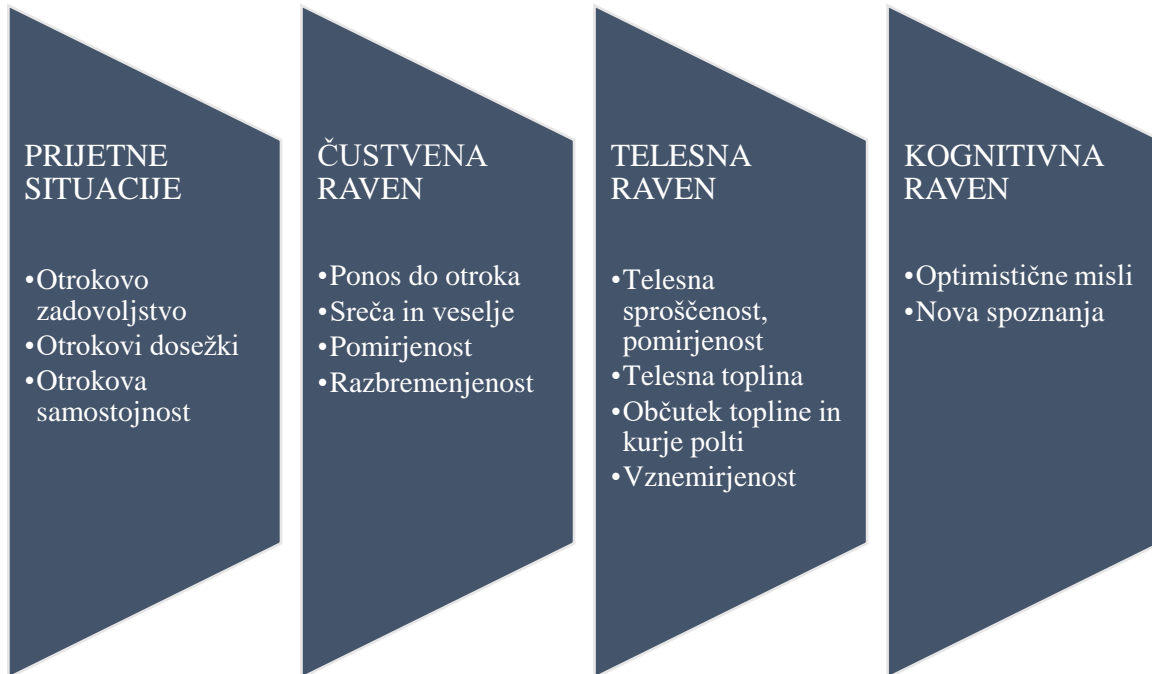 PRIJETNE
SITUACIJE
•Otrokovo
zadovoljstvo
•Otrokovi dosežki
•Otrokova
samostojnost
ČUSTVENA
RAVEN
•Ponos do otroka
•Sreča in veselje
•Pomirjenost
•Razbremenjenost
TELESNA
RAVEN
•Telesna
sproščenost,
pomirjenost
•Telesna toplina
•Občutek topline in
kurje polti
•Vznemirjenost
KOGNITIVNA
RAVEN
•Optimistične misli
•Nova spoznanja